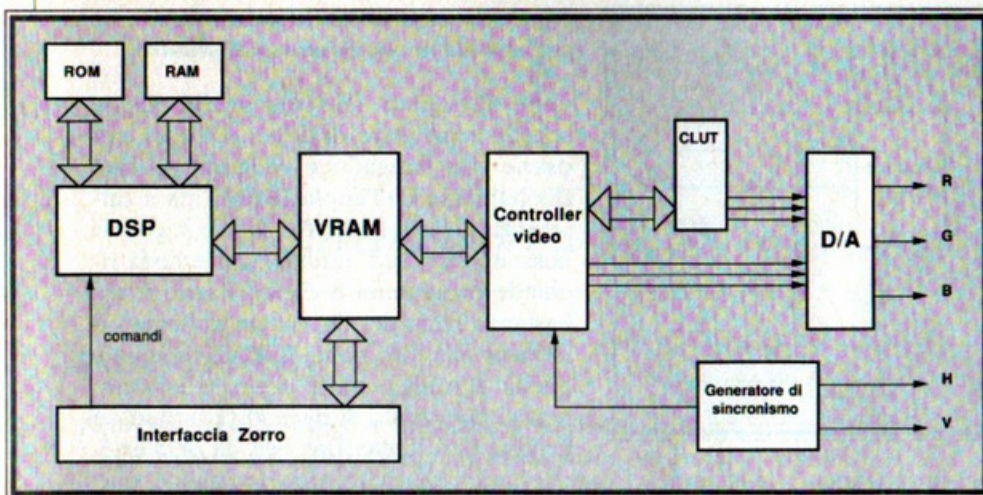 ROM
RAM
CLUT
DSP
VRAM
Controller
video
D/A
R
G
B
comandi
Interfaccia Zorro
Generatore di
sincronismo
H
V